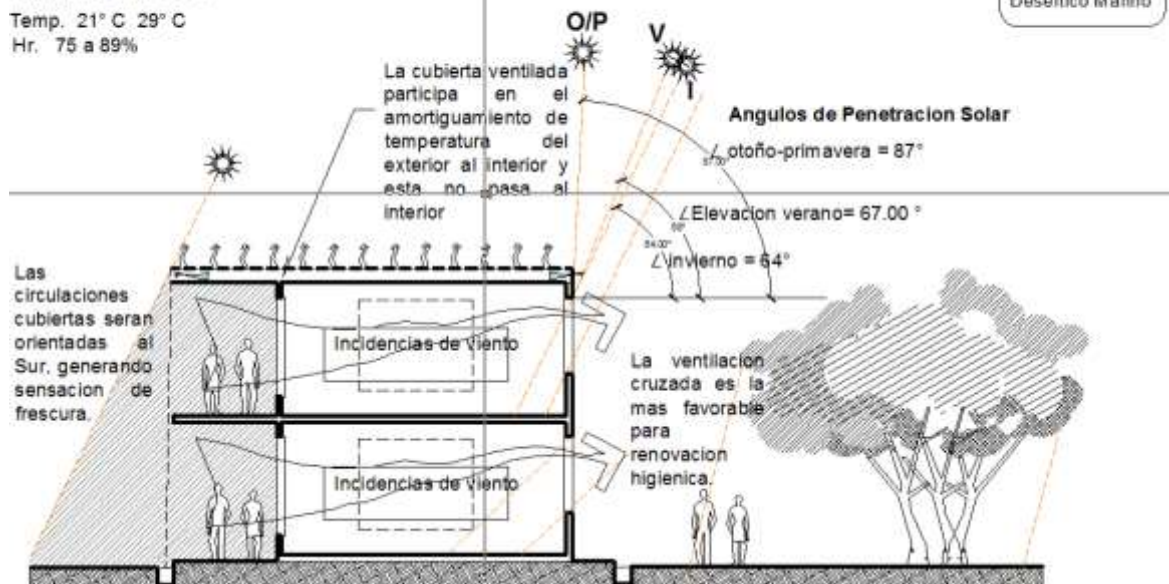 Temp. 21° C 29° C
Hr. 75 a 89%
Desertico Marino
O/P
V
I
La cubierta ventilada
participa en el
amortiguamiento de
temperatura del
exterior al interior y
esta no pasa al
interior
Angulos de Penetracion Solar
∠ otoño-primavera = 87°
∠Elevacion verano= 67.00 °
∠ invierno = 64°
64.00°
Las
circulaciones
cubiertas seran
orientadas al
Sur, generando
sensacion de
frescura.
Incidencias de viento
Incidencias de viento
La ventilacion
cruzada es la
mas favorable
para
renovacion
higienica.